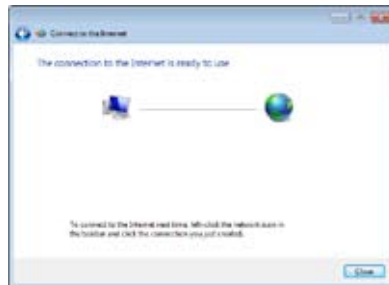 Connect to the Internet
The connection to the Internet is ready to use
To connect to the Internet next time, left-click the network icon in
the taskbar and click the connection you just created.
Close